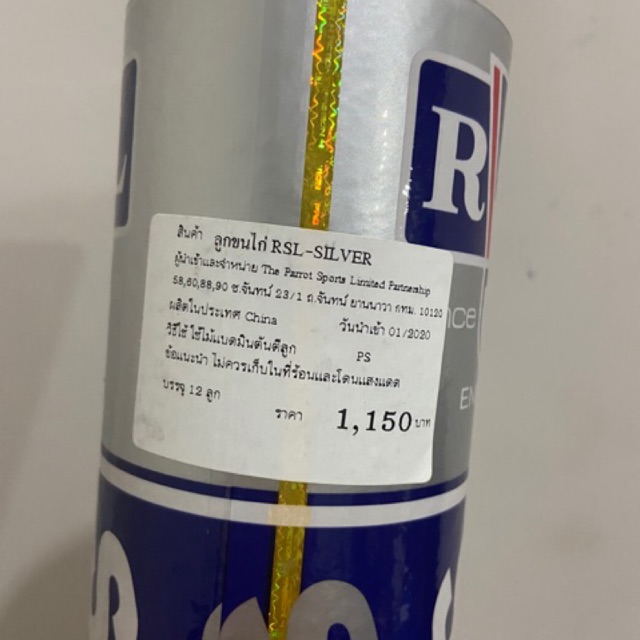 R
สินค้า ลูกขนไก่ RSL-SILVER
ผู้นำเข้าและจำหน่าย The Parrot Sports Limited Partnership
58,60,88,90 ซ.จันทน์ 23/1 ถ.จันทน์ ยานนาวา กทม. 10120
ผลิตในประเทศ China วันนำเข้า 01/2020
วิธีใช้ ใช้ไม้แบดมินตันตีลูก PS
ข้อแนะนำ ไม่ควรเก็บในที่ร้อนและโดนแสงแดด
บรรจุ 12 ลูก ราคา 1,150 บาท